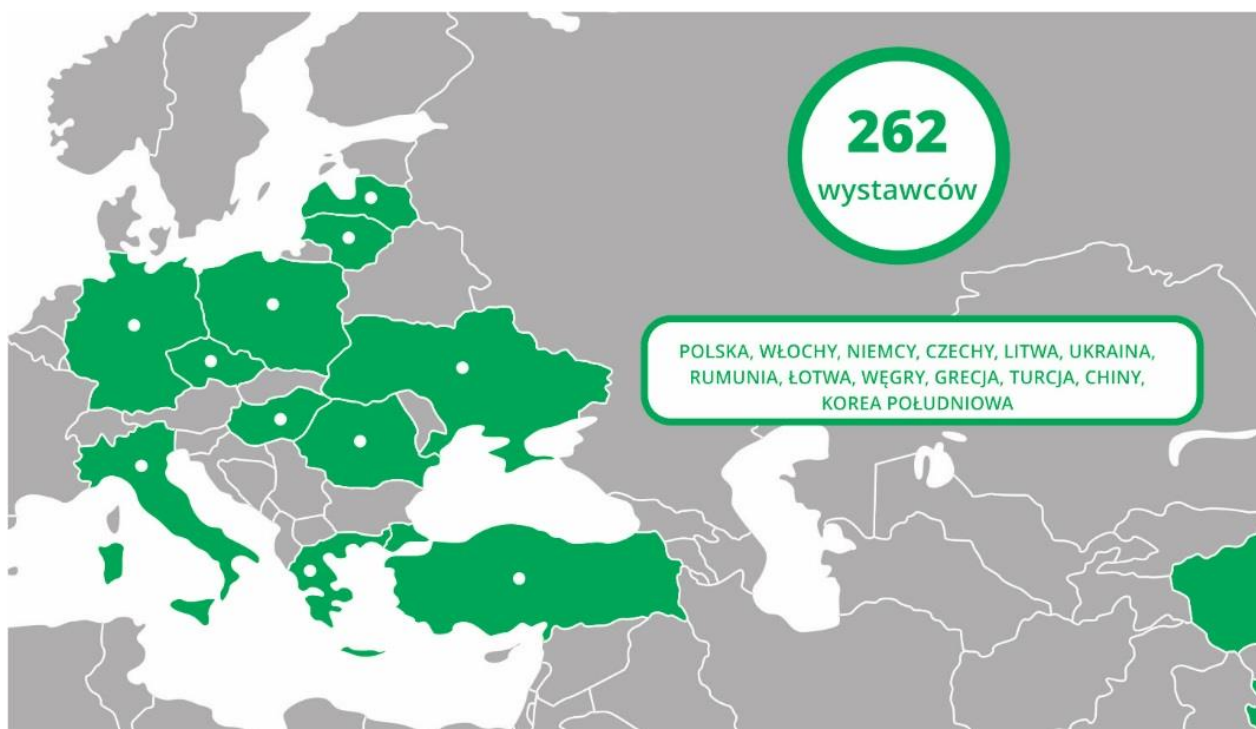 262
wystawców
POLSKA, WŁOCHY, NIEMCY, CZECHY, LITWA, UKRAINA,
RUMUNIA, ŁOTWA, WĘGRY, GRECJA, TURCJA, CHINY,
KOREA POŁUDNIOWA